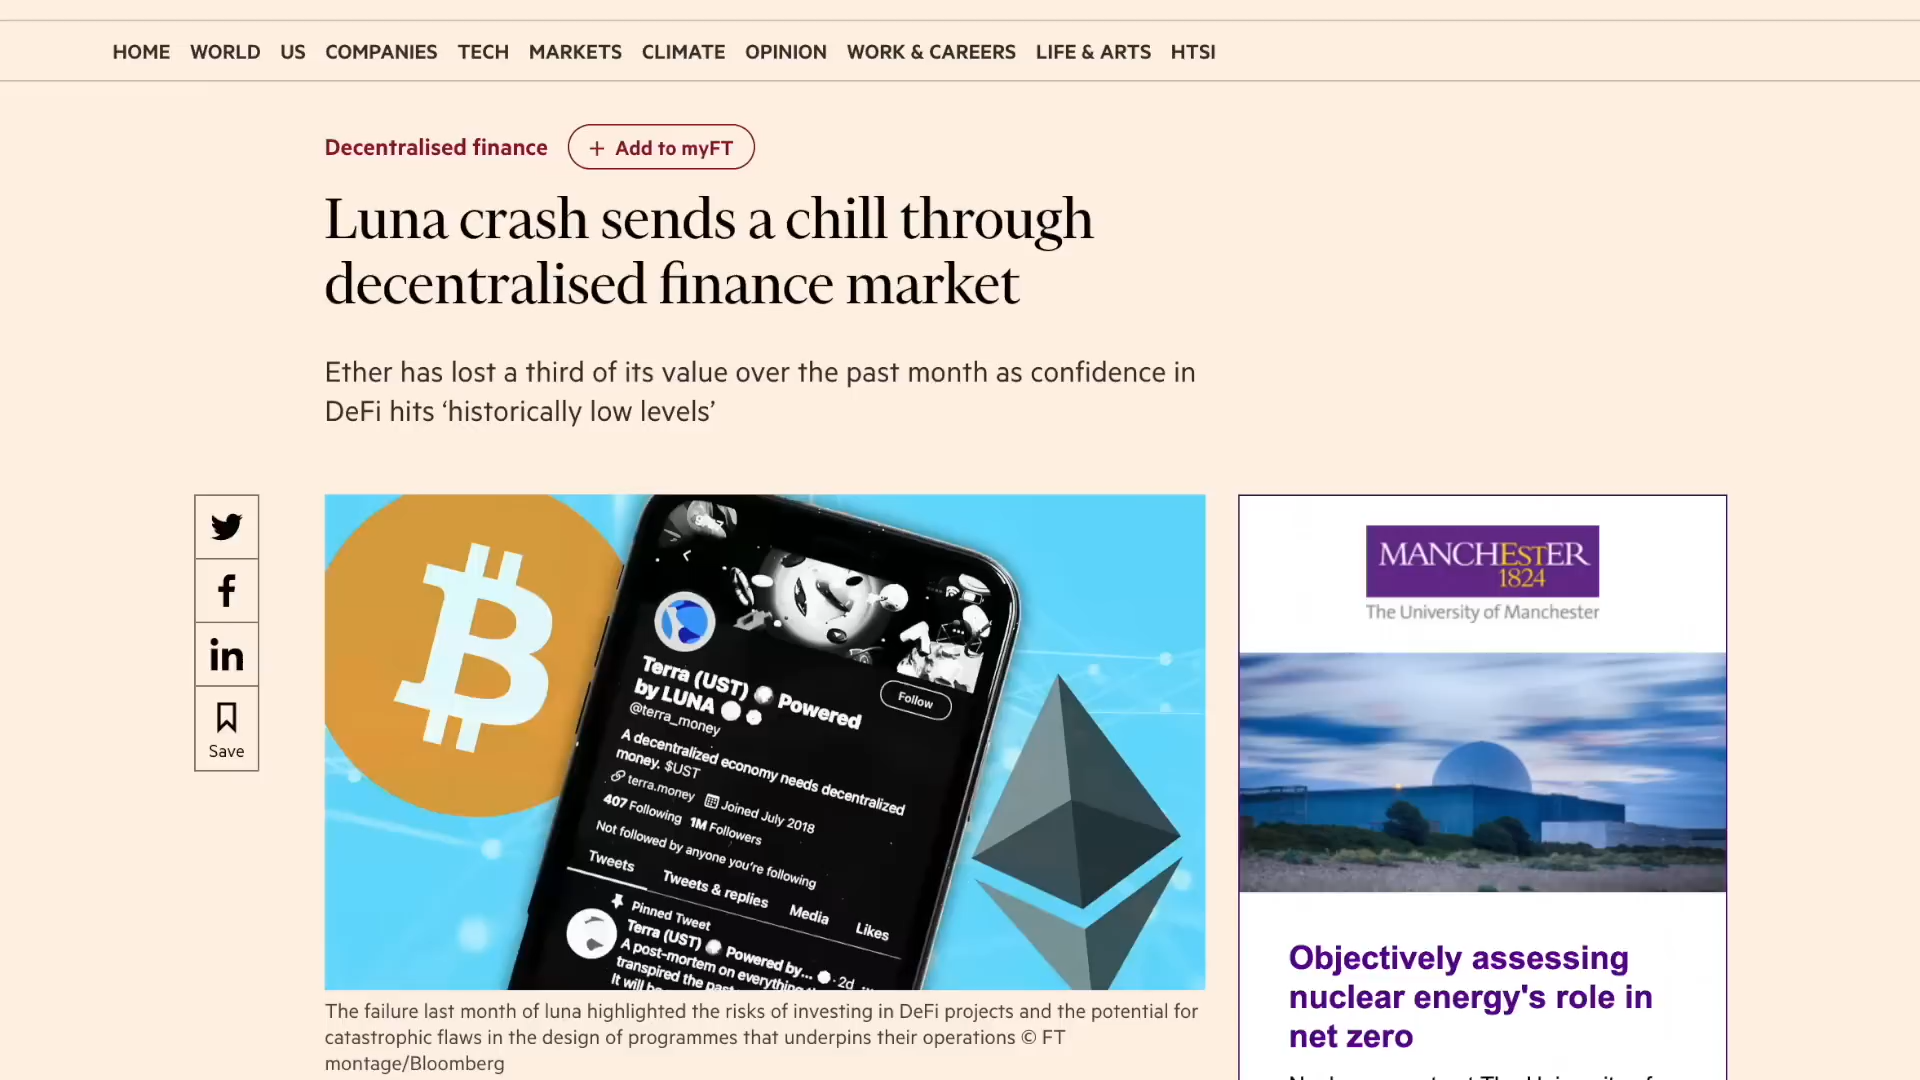 HOME WORLD US COMPANIES TECH MARKETS CLIMATE OPINION WORK & CAREERS LIFE & ARTS HTSI
Decentralised finance
+ Add to myFT
Luna crash sends a chill through
decentralised finance market
Ether has lost a third of its value over the past month as confidence in
DeFi hits ‘historically low levels’
Save
Terra (UST) Powered
by LUNA
Follow
@terra_money
A decentralized economy needs decentralized
money. $UST
terra.money Joined July 2018
407 Following 1M Followers
Not followed by anyone you’re following
Tweets Tweets & replies Media Likes
Pinned Tweet
Terra (UST) Powered by... · 2d
A post-mortem on everything
transpired the past
It will be
The failure last month of luna highlighted the risks of investing in DeFi projects and the potential for
catastrophic flaws in the design of programmes that underpins their operations © FT
montage/Bloomberg
MANCHESTER
1824
The University of Manchester
Objectively assessing
nuclear energy's role in
net zero